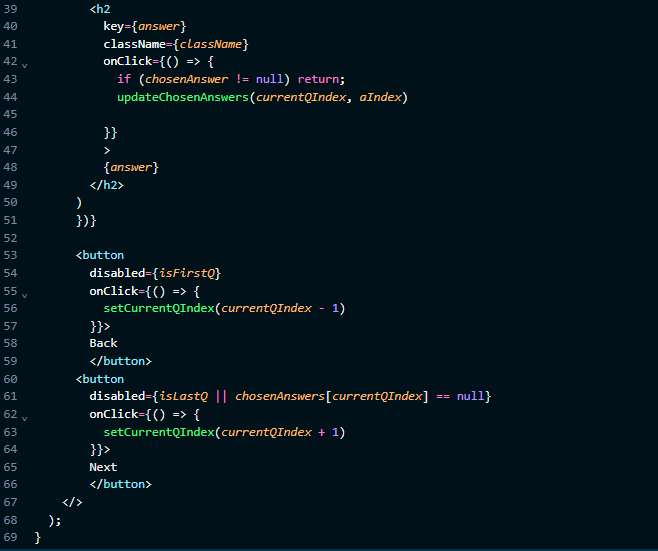 39 <h2
40 key={answer}
41 className={className}
42 onClick={() => {
43 if (chosenAnswer != null) return;
44 updateChosenAnswers(currentQIndex, aIndex)
45
46 }}
47 >
48 {answer}
49 </h2>
50 )
51 })}
52
53 <button
54 disabled={isFirstQ}
55 onClick={() => {
56 setCurrentQIndex(currentQIndex - 1)
57 }}>
58 Back
59 </button>
60 <button
61 disabled={isLastQ || chosenAnswers[currentQIndex] == null}
62 onClick={() => {
63 setCurrentQIndex(currentQIndex + 1)
64 }}>
65 Next
66 </button>
67 </>
68 );
69 }